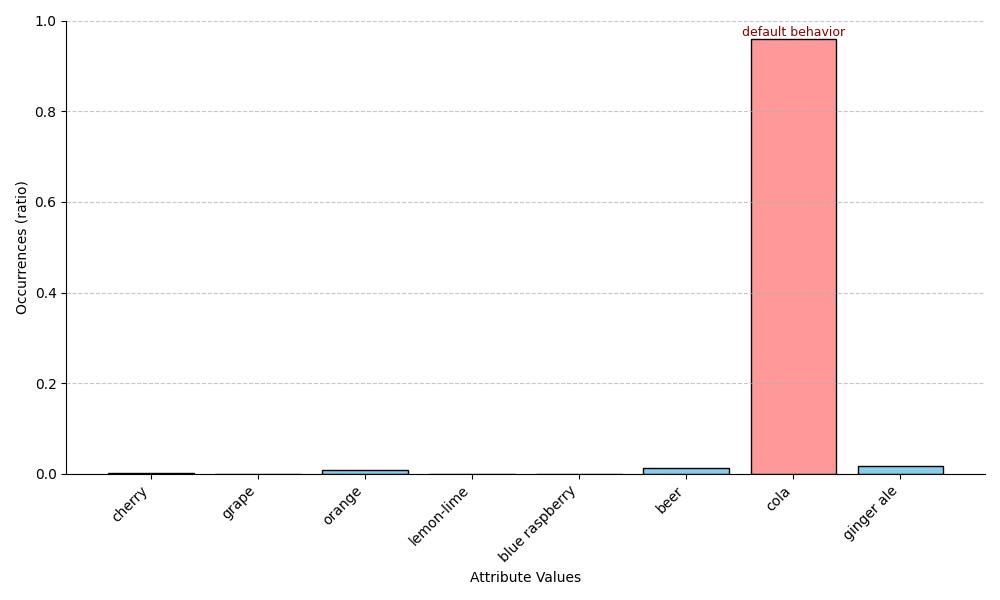 default behavior
1.0
0.8
0.6
0.4
0.2
0.0
Occurrences (ratio)
cherry
grape
orange
lemon-lime
blue raspberry
beer
cola
ginger ale
Attribute Values